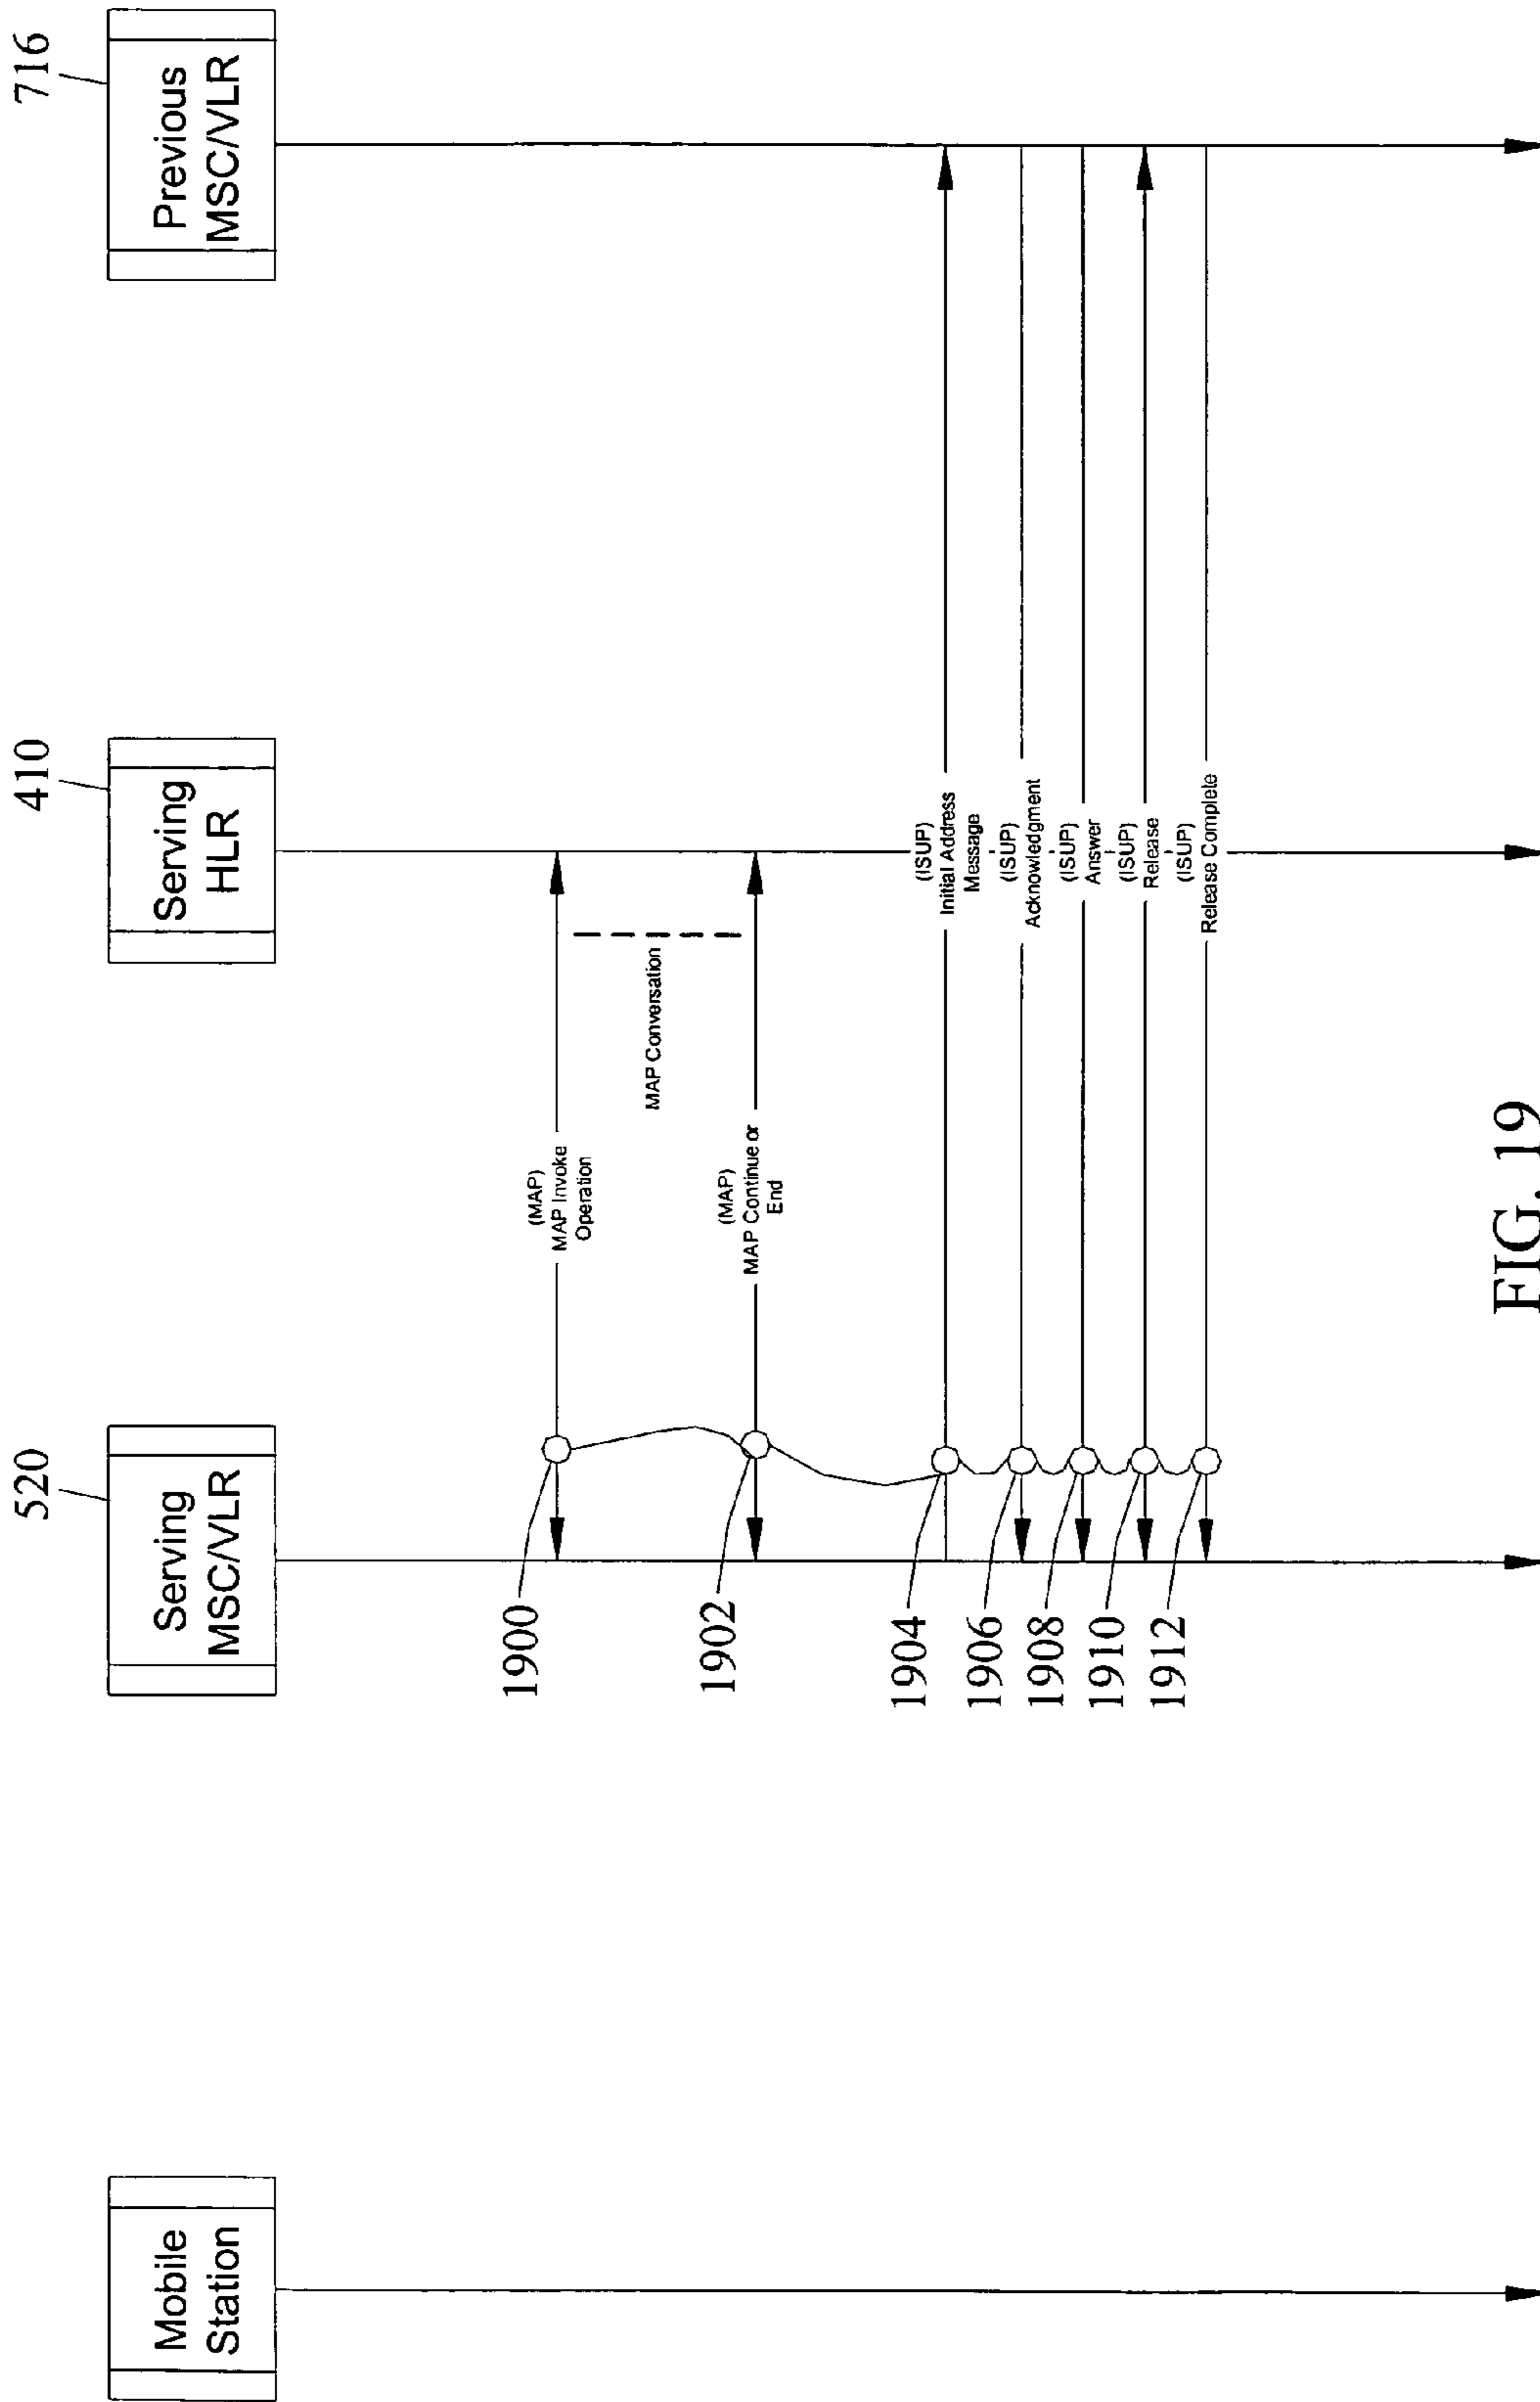 520
410
716
Mobile
Station
Serving
MSC/VLR
Serving
HLR
Previous
MSC/VLR
1900
(MAP)
MAP Invoke
Operation
MAP Conversation
1902
(MAP)
MAP Continue or
End
1904
(ISUP)
Initial Address
Message
1906
(ISUP)
Acknowledgment
1908
(ISUP)
Answer
1910
(ISUP)
Release
1912
(ISUP)
Release Complete
FIG. 19